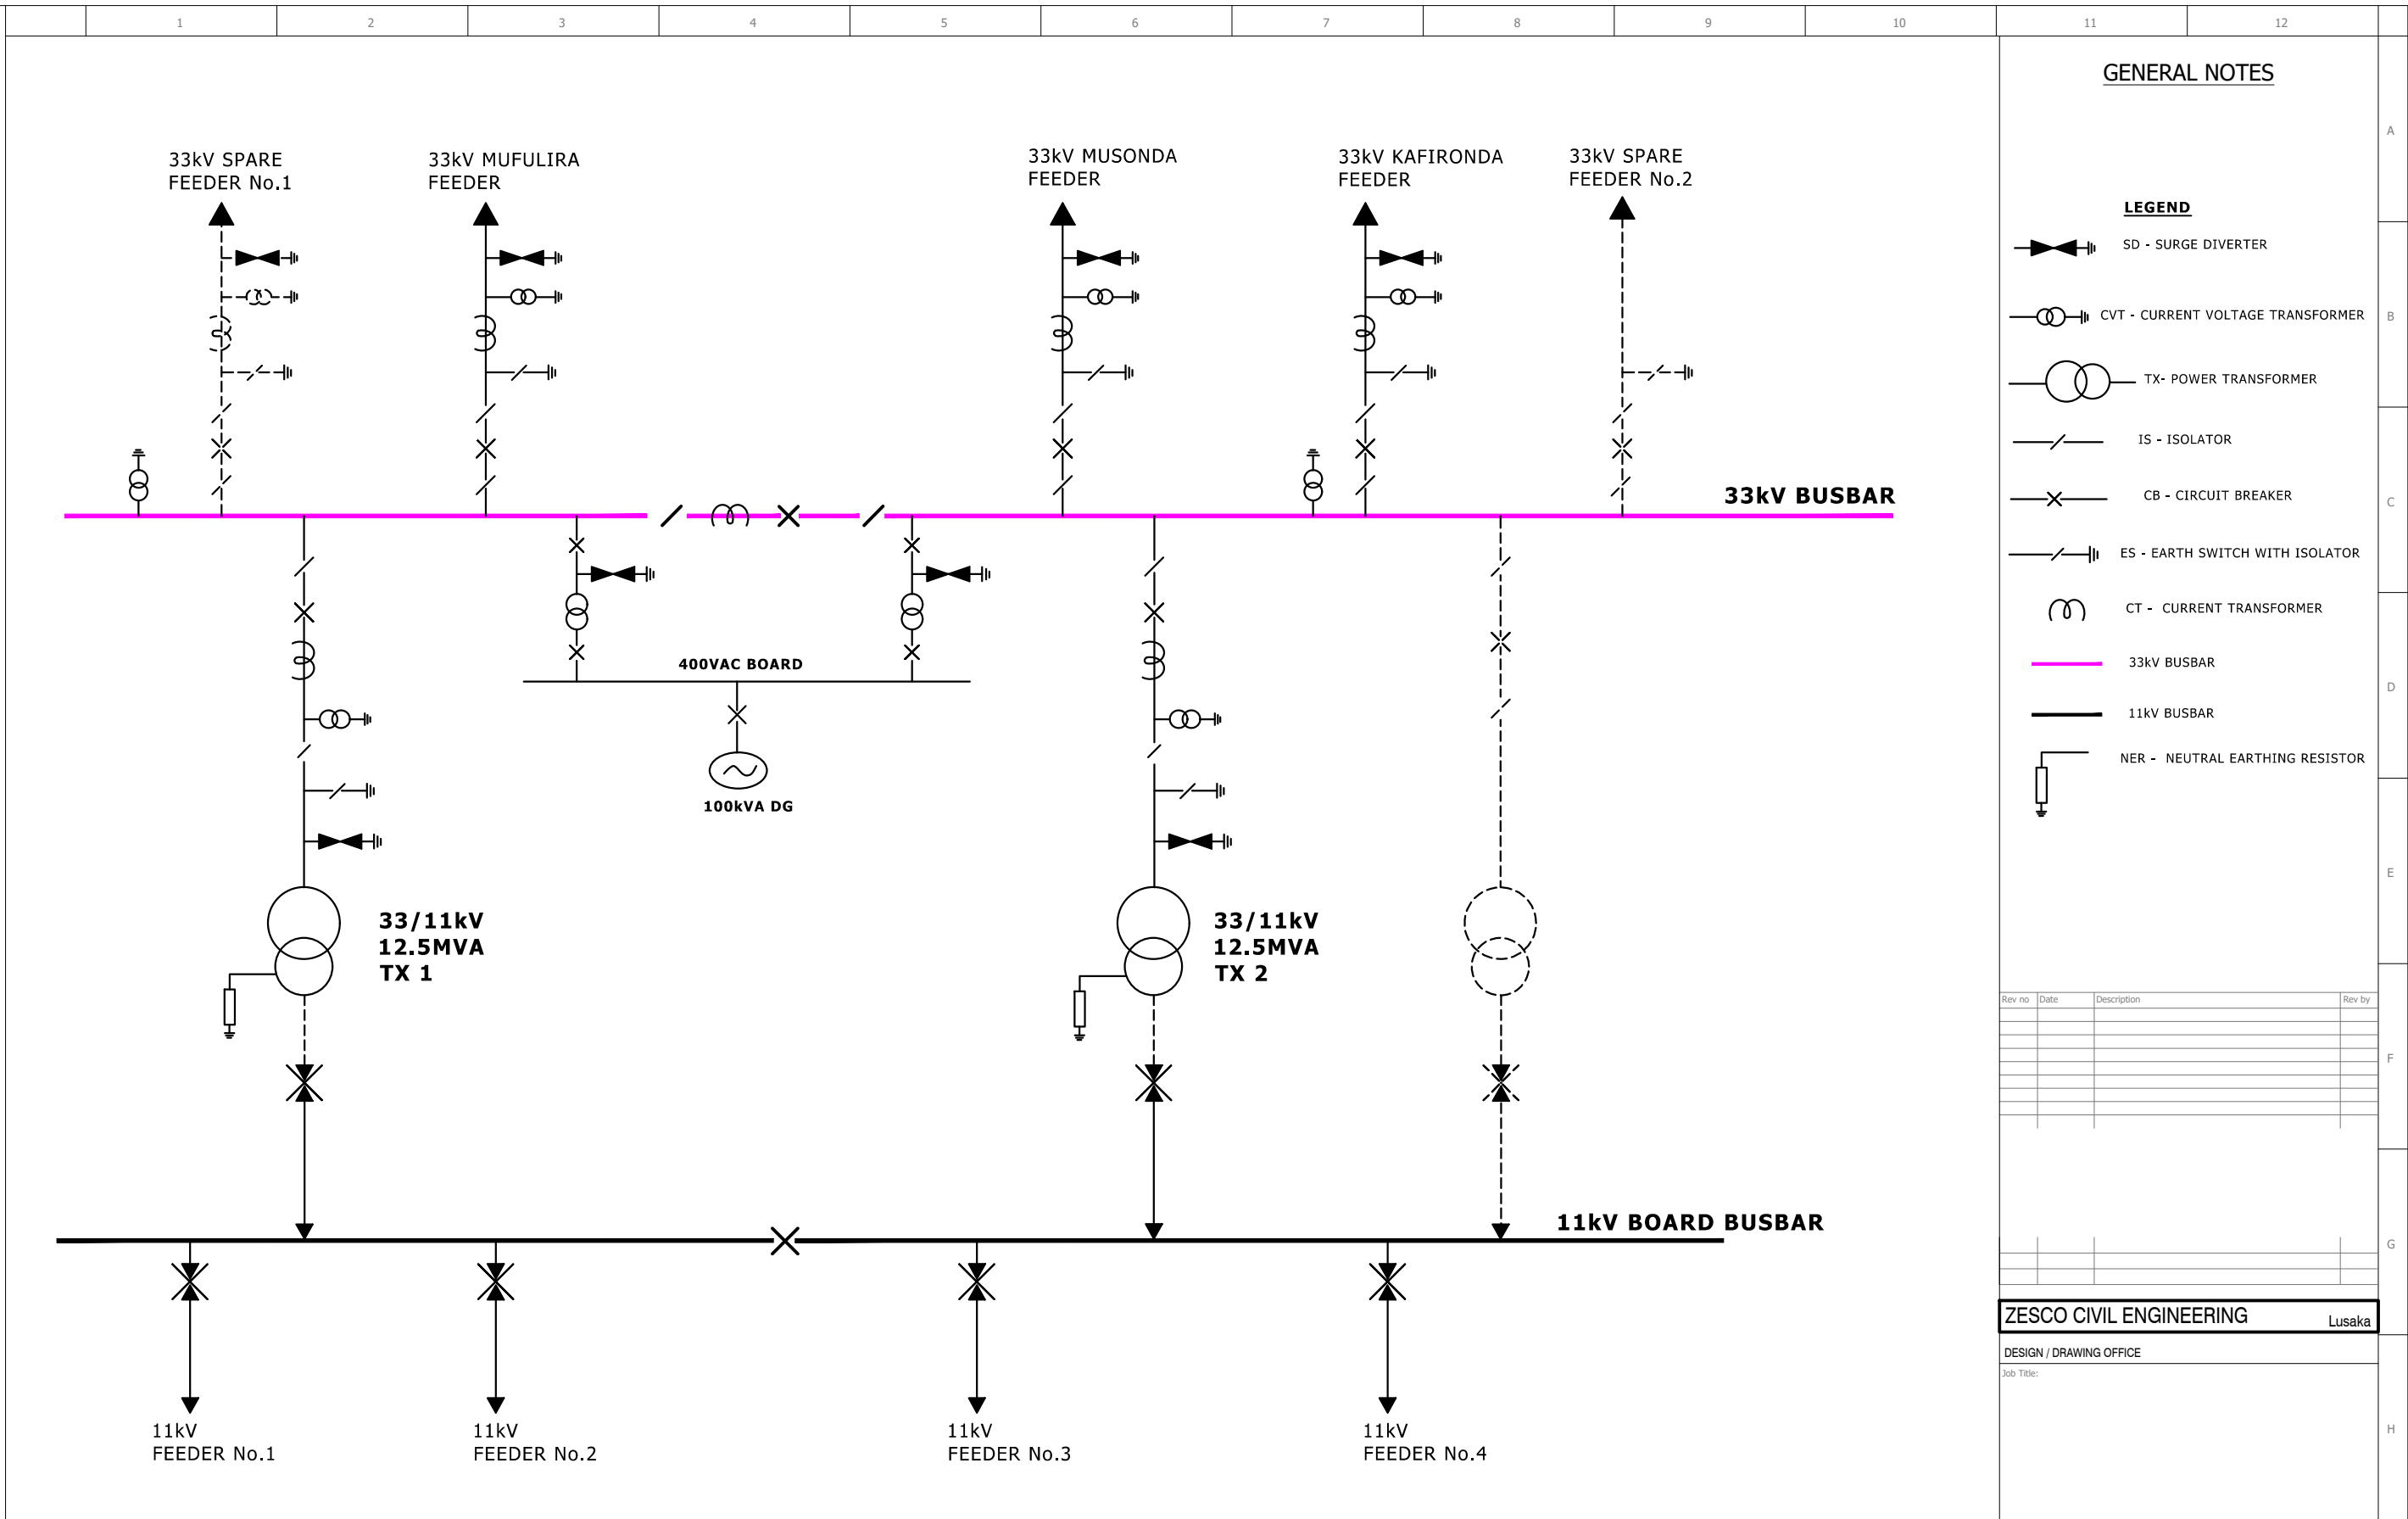 1 2 3 4 5 6 7 8 9 10 11 12
GENERAL NOTES
A
33kV SPARE
FEEDER No.1
33kV MUFULIRA
FEEDER
33kV MUSONDA
FEEDER
33kV KAFIRONDA
FEEDER
33kV SPARE
FEEDER No.2
LEGEND
SD - SURGE DIVERTER
CVT - CURRENT VOLTAGE TRANSFORMER
B
TX- POWER TRANSFORMER
IS - ISOLATOR
33kV BUSBAR
CB - CIRCUIT BREAKER
C
ES - EARTH SWITCH WITH ISOLATOR
CT - CURRENT TRANSFORMER
400VAC BOARD
33kV BUSBAR
D
11kV BUSBAR
NER - NEUTRAL EARTHING RESISTOR
100kVA DG
E
33/11kV
12.5MVA
TX 1
33/11kV
12.5MVA
TX 2
Rev no Date Description Rev by
F
11kV BOARD BUSBAR
G
ZESCO CIVIL ENGINEERING Lusaka
DESIGN / DRAWING OFFICE
Job Title:
11kV
FEEDER No.1
11kV
FEEDER No.2
11kV
FEEDER No.3
11kV
FEEDER No.4
H